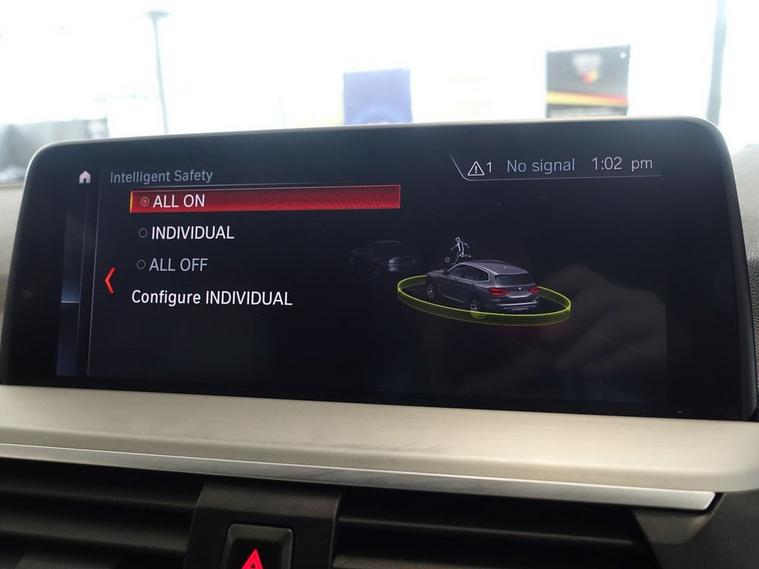 Intelligent Safety
1 No signal 1:02 pm
ALL ON
INDIVIDUAL
ALL OFF
Configure INDIVIDUAL